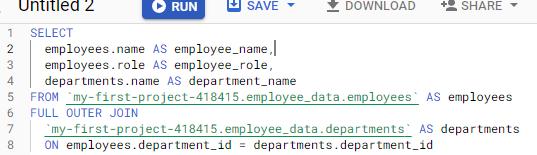 Untitled 2
RUN
SAVE
DOWNLOAD
SHARE
1 SELECT
2 employees.name AS employee_name,
3 employees.role AS employee_role,
4 departments.name AS department_name
5 FROM `my-first-project-418415.employee_data.employees` AS employees
6 FULL OUTER JOIN
7 `my-first-project-418415.employee_data.departments` AS departments
8 ON employees.department_id = departments.department_id